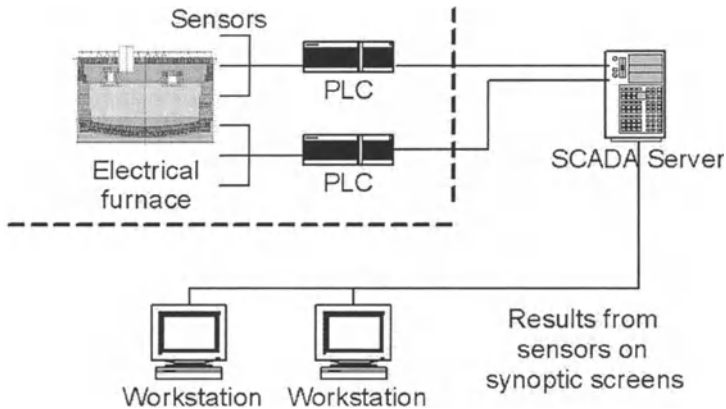 Sensors
PLC
PLC
Electrical
furnace
SCADA Server
Results from
sensors on
synoptic screens
Workstation
Workstation